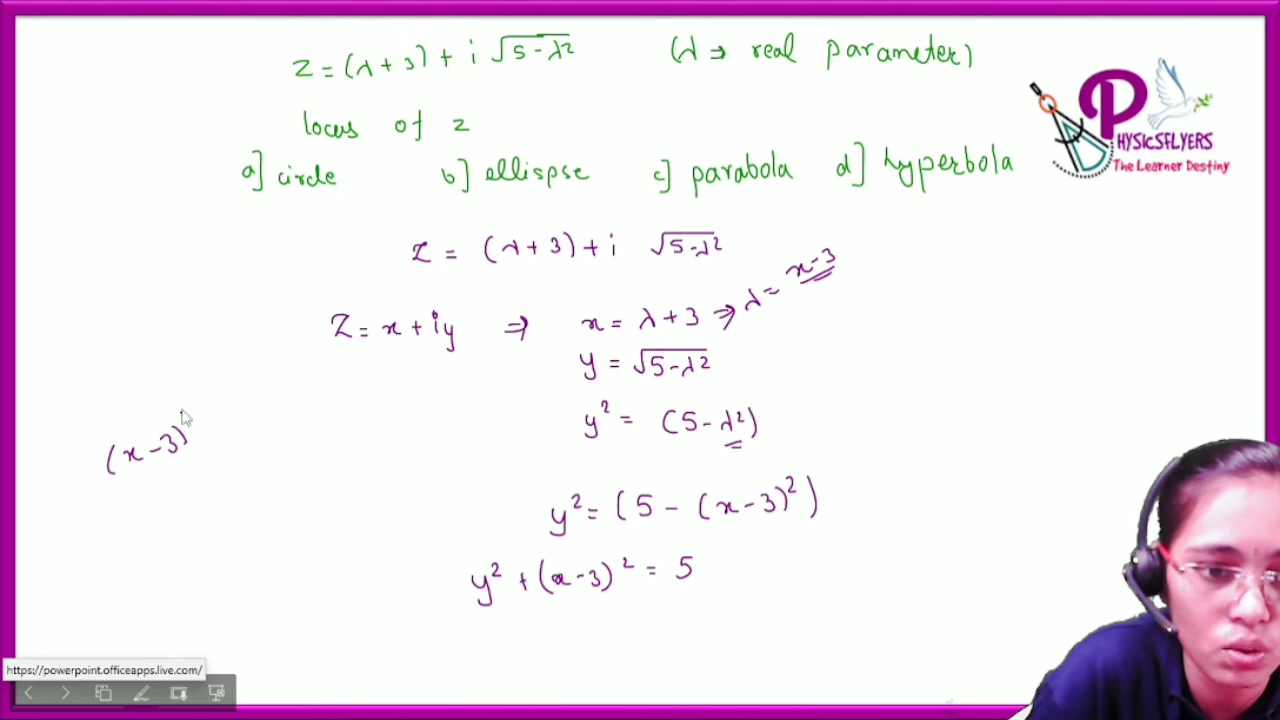 z = (λ + 3) + i √5 - λ² (λ ⇒ real parameter)
locus of z
a] circle b] ellispse c] parabola d] hyperbola
PHYSICSFLYERS
The Learner Destiny
Z = (λ + 3) + i √5 - λ²
Z = x + iy ⇒ x = λ + 3 ⇒ λ = x - 3
y = √5 - λ²
y² = (5 - λ²)
(x - 3)
y² = (5 - (x - 3)²)
y² + (x - 3)² = 5
https://powerpoint.officeapps.live.com/